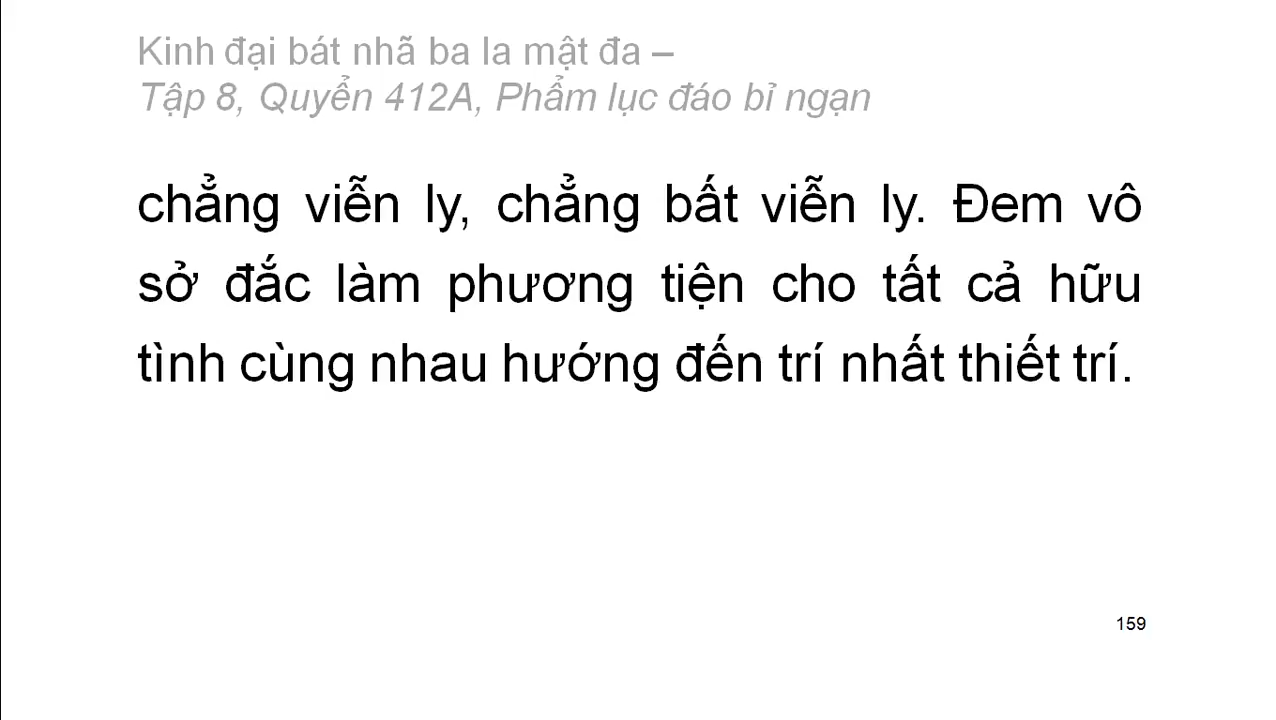 Kinh đại bát nhã ba la mật đa –
Tập 8, Quyển 412A, Phẩm lục đáo bỉ ngạn
chẳng viễn ly, chẳng bất viễn ly. Đem vô
sở đắc làm phương tiện cho tất cả hữu
tình cùng nhau hướng đến trí nhất thiết trí.
159